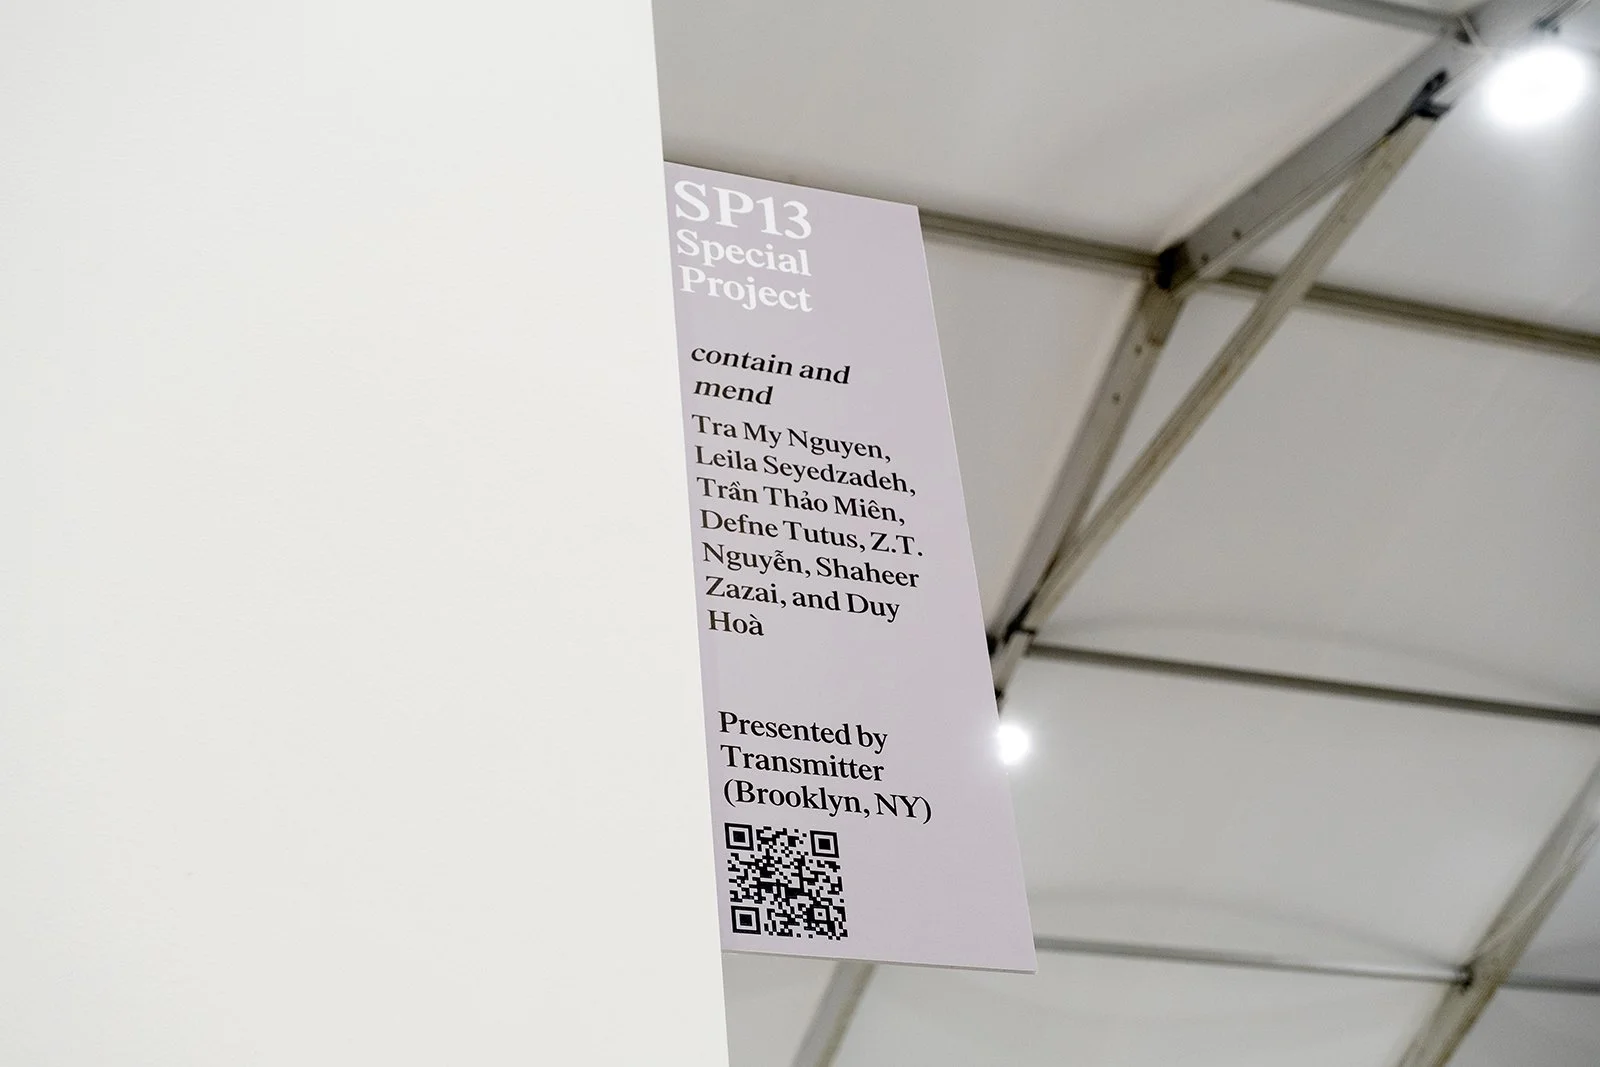 SP13
Special
Project
contain and
mend
Tra My Nguyen,
Leila Seyedzadeh,
Trần Thảo Miên,
Defne Tutus, Z.T.
Nguyễn, Shaheer
Zazai, and Duy
Hoà
Presented by
Transmitter
(Brooklyn, NY)